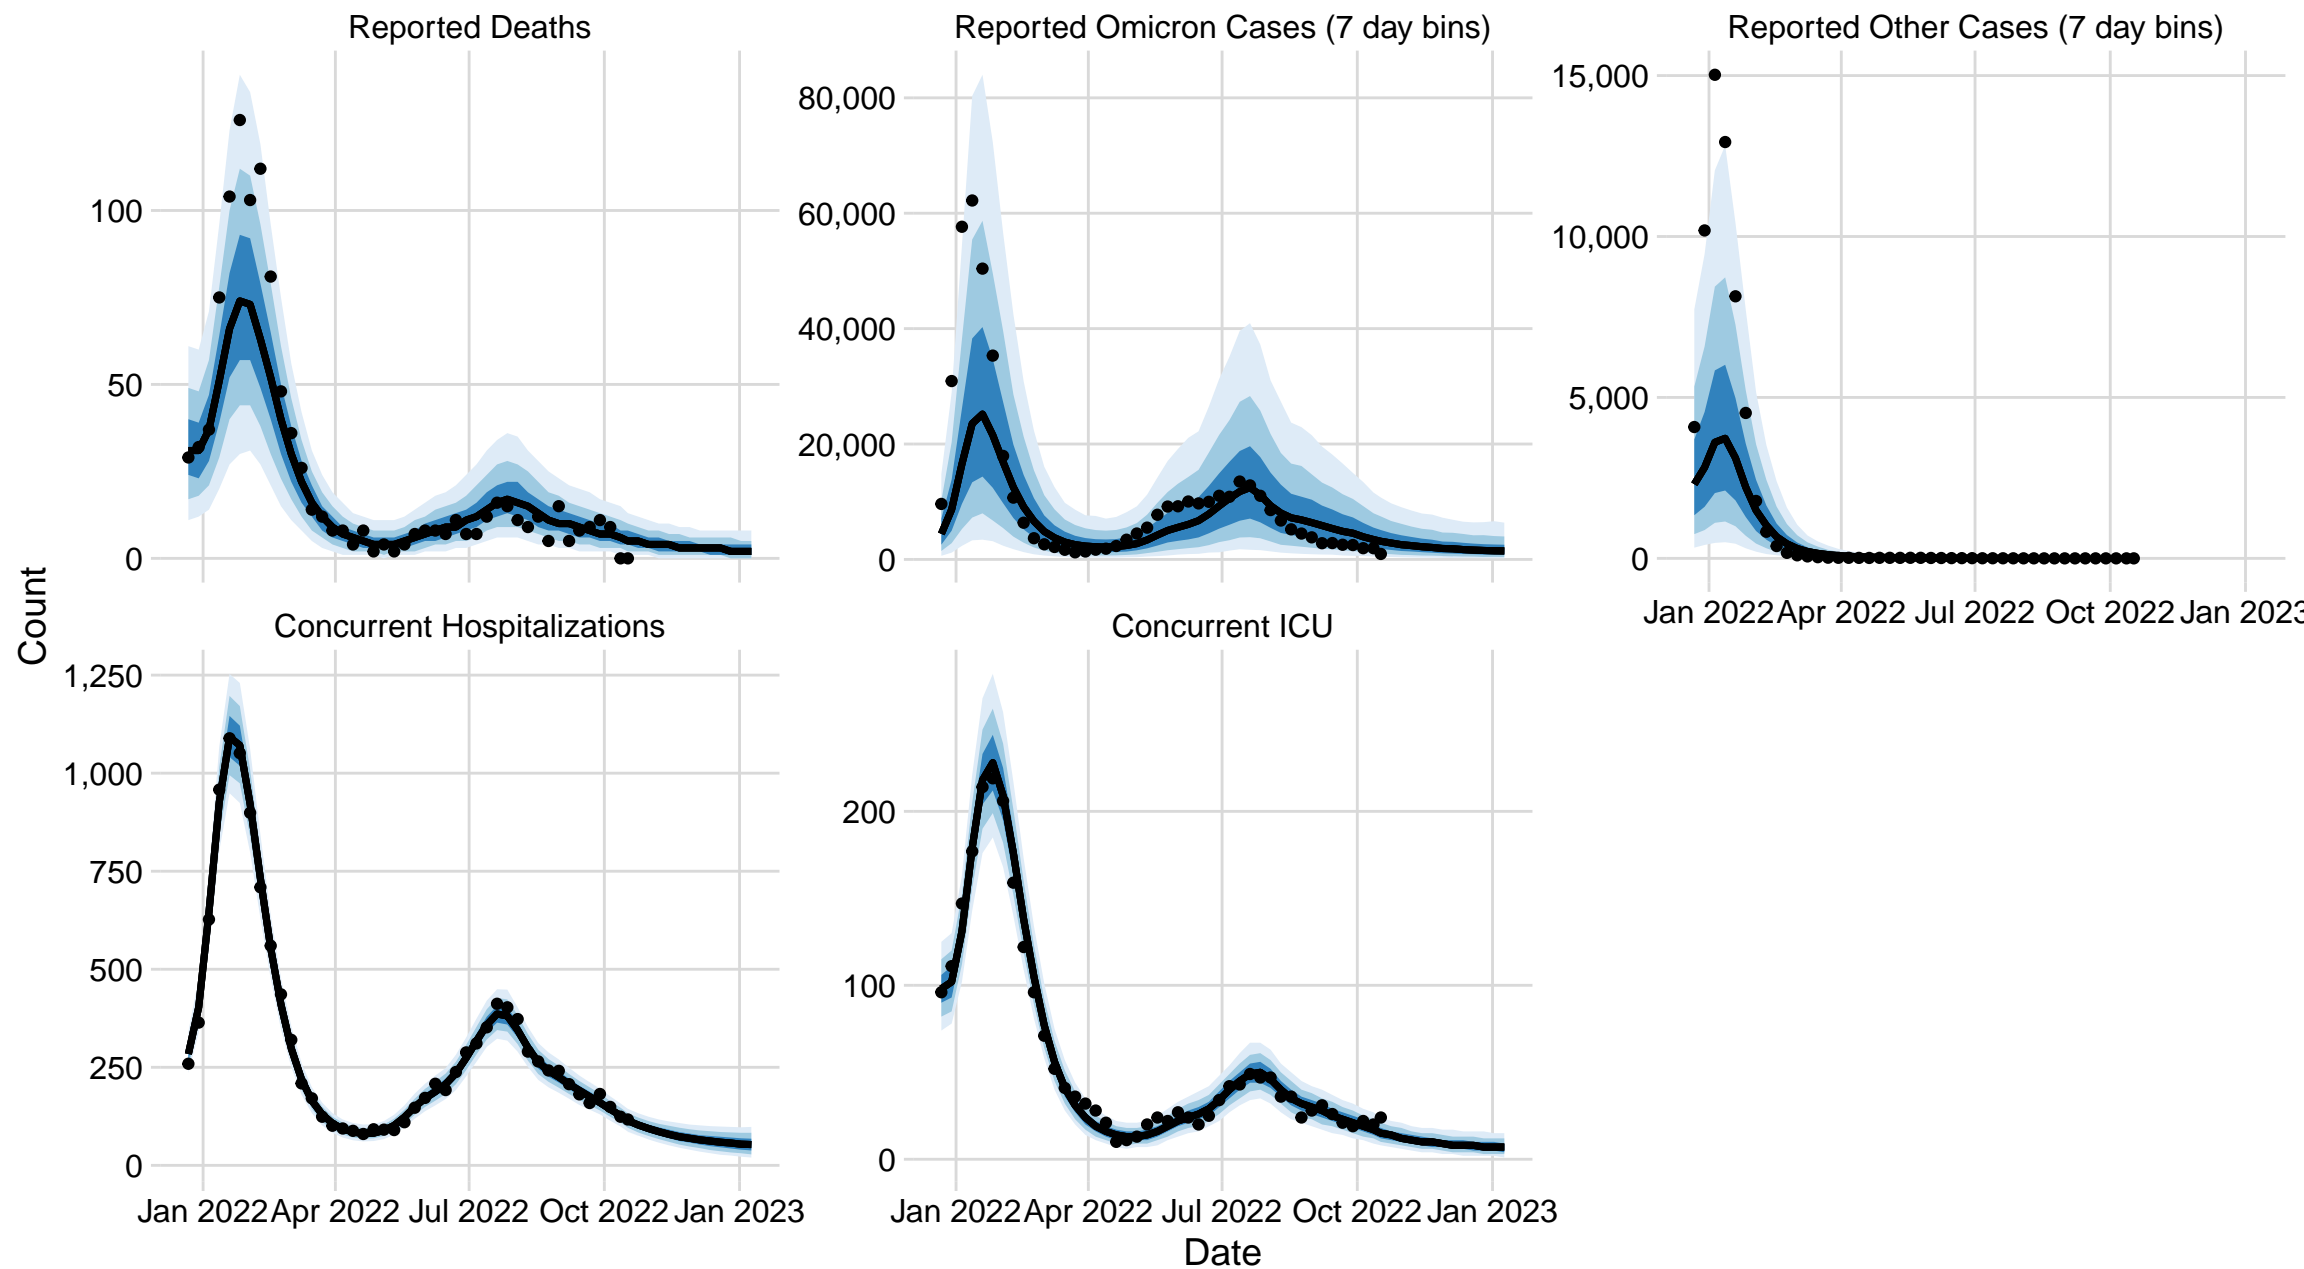 Reported Deaths
Reported Omicron Cases (7 day bins)
Reported Other Cases (7 day bins)
100
50
0
80,000
60,000
40,000
20,000
0
15,000
10,000
5,000
0
Jan 2022 Apr 2022 Jul 2022 Oct 2022 Jan 2023
Count
Concurrent Hospitalizations
Concurrent ICU
1,250
1,000
750
500
250
0
200
100
0
Jan 2022 Apr 2022 Jul 2022 Oct 2022 Jan 2023
Jan 2022 Apr 2022 Jul 2022 Oct 2022 Jan 2023
Date